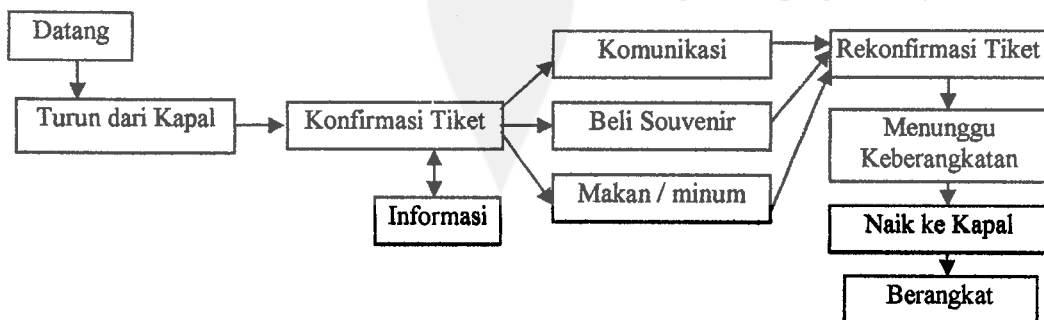 Datang
Turun dari Kapal
Konfirmasi Tiket
Informasi
Komunikasi
Beli Souvenir
Makan / minum
Rekonfirmasi Tiket
Menunggu
Keberangkatan
Naik ke Kapal
Berangkat